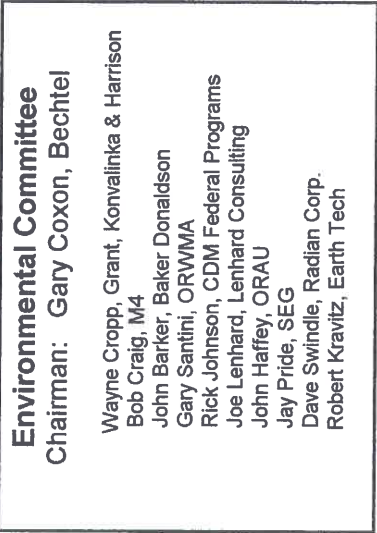 Environmental Committee
Chairman: Gary Coxon, Bechtel
Wayne Cropp, Grant, Konvalinka & Harrison
Bob Craig, M4
John Barker, Baker Donaldson
Gary Santini, ORWMA
Rick Johnson, CDM Federal Programs
Joe Lenhard, Lenhard Consulting
John Haffey, ORAU
Jay Pride, SEG
Dave Swindle, Radian Corp.
Robert Kravitz, Earth Tech